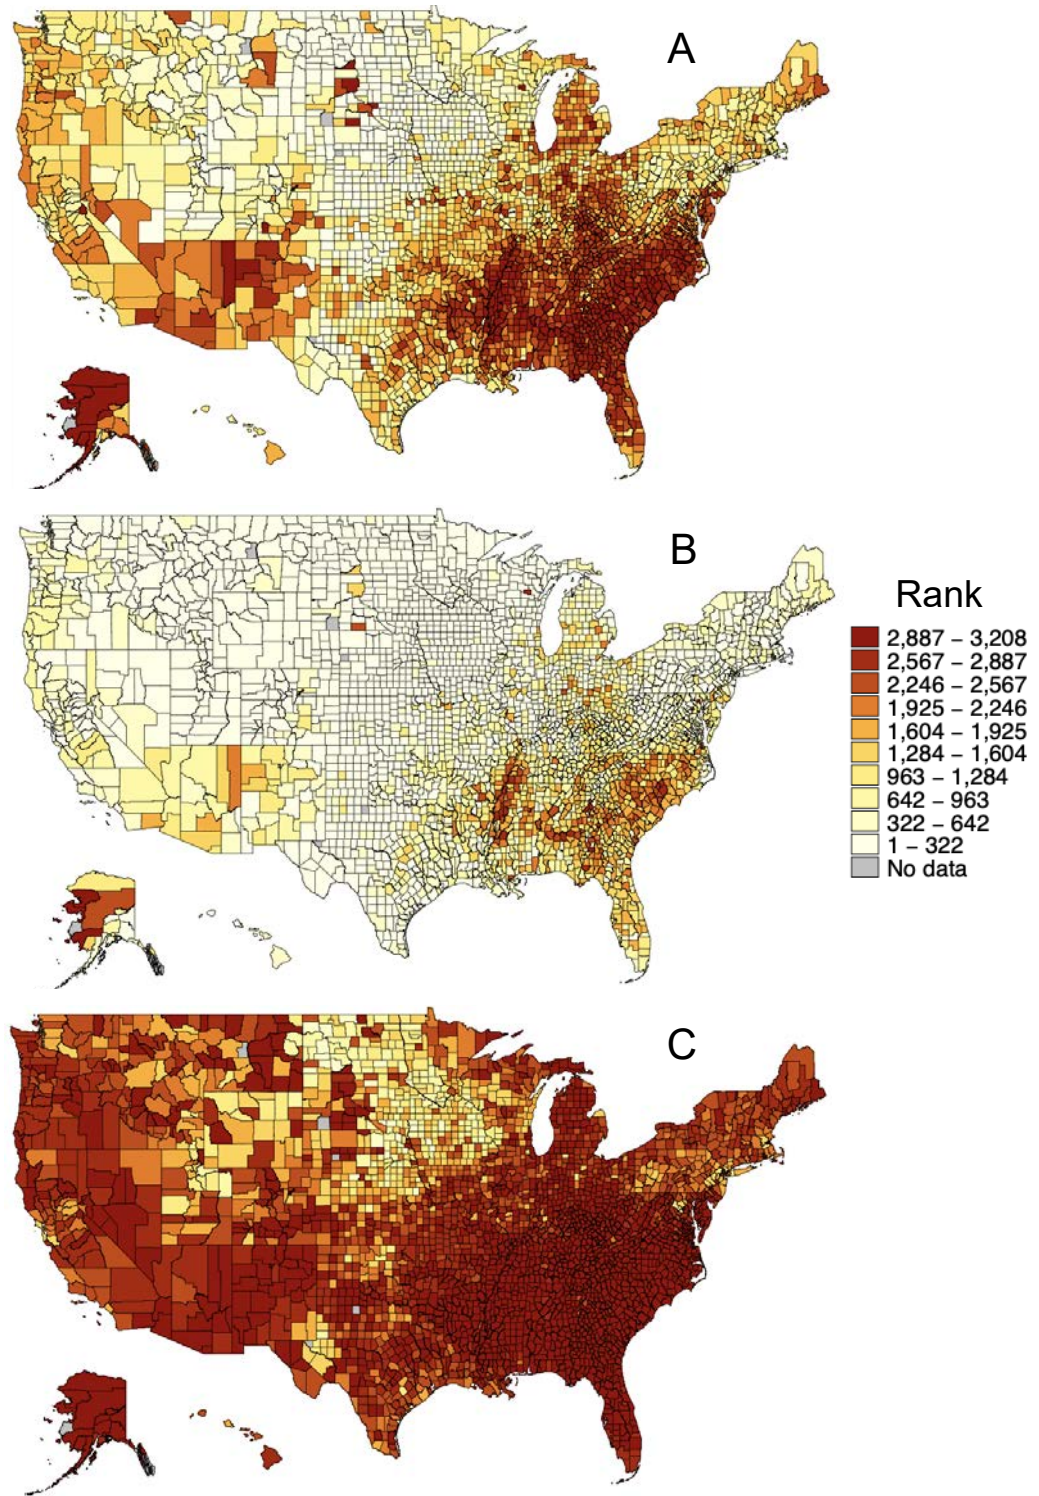 A
B
Rank
2,887 – 3,208
2,567 – 2,887
2,246 – 2,567
1,925 – 2,246
1,604 – 1,925
1,284 – 1,604
963 – 1,284
642 – 963
322 – 642
1 – 322
No data
C